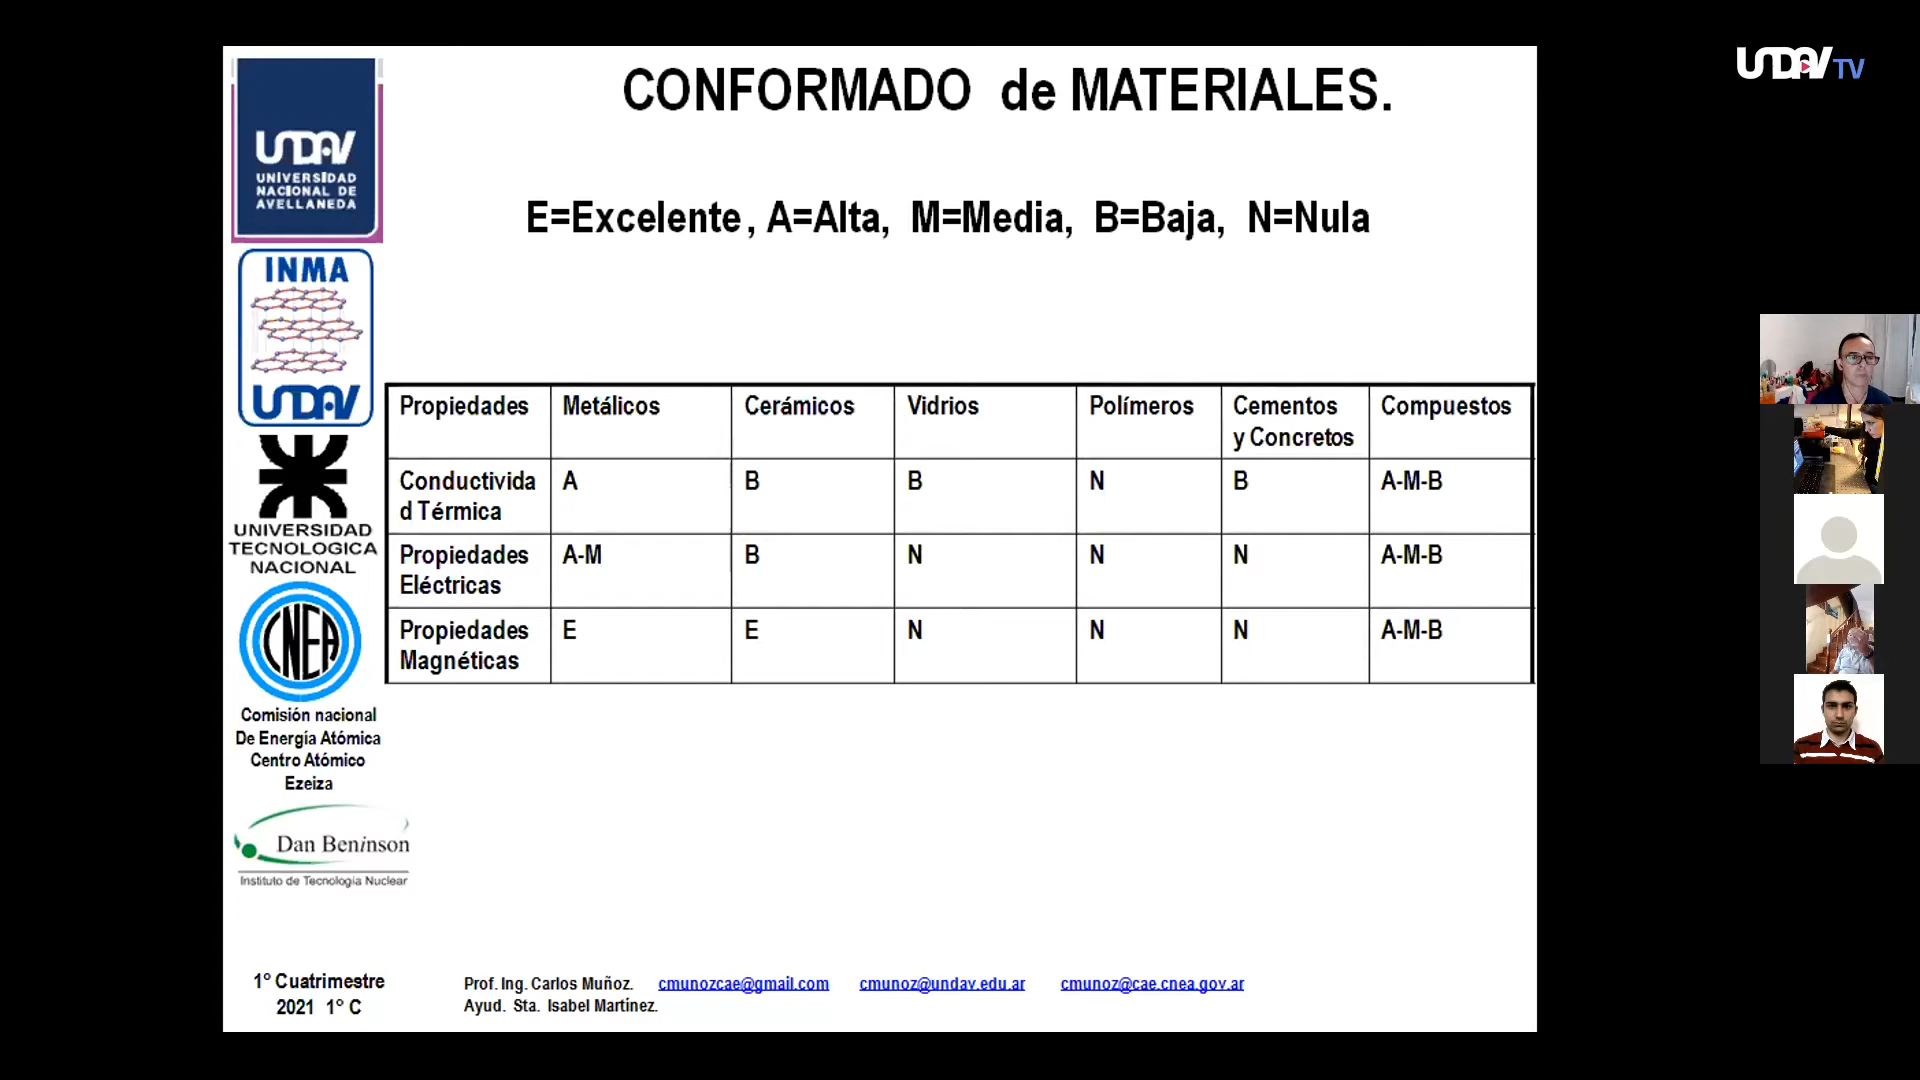 CONFORMADO de MATERIALES.
UNDAV TV
UNDAV
UNIVERSIDAD
NACIONAL DE
AVELLANEDA
E=Excelente, A=Alta, M=Media, B=Baja, N=Nula
INMA
UNDAV
UNIVERSIDAD
TECNOLOGICA
NACIONAL
CNEA
Comisión nacional
De Energía Atómica
Centro Atómico
Ezeiza
Dan Beninson
Instituto de Tecnología Nuclear
Propiedades Metálicos Cerámicos Vidrios Polímeros Cementos Compuestos
y Concretos
Conductivida A B B N B A-M-B
d Térmica
Propiedades A-M B N N N A-M-B
Eléctricas
Propiedades E E N N N A-M-B
Magnéticas
1° Cuatrimestre
2021 1° C
Prof. Ing. Carlos Muñoz. cmunozcae@gmail.com cmunoz@undav.edu.ar cmunoz@cae.cnea.gov.ar
Ayud. Sta. Isabel Martínez.